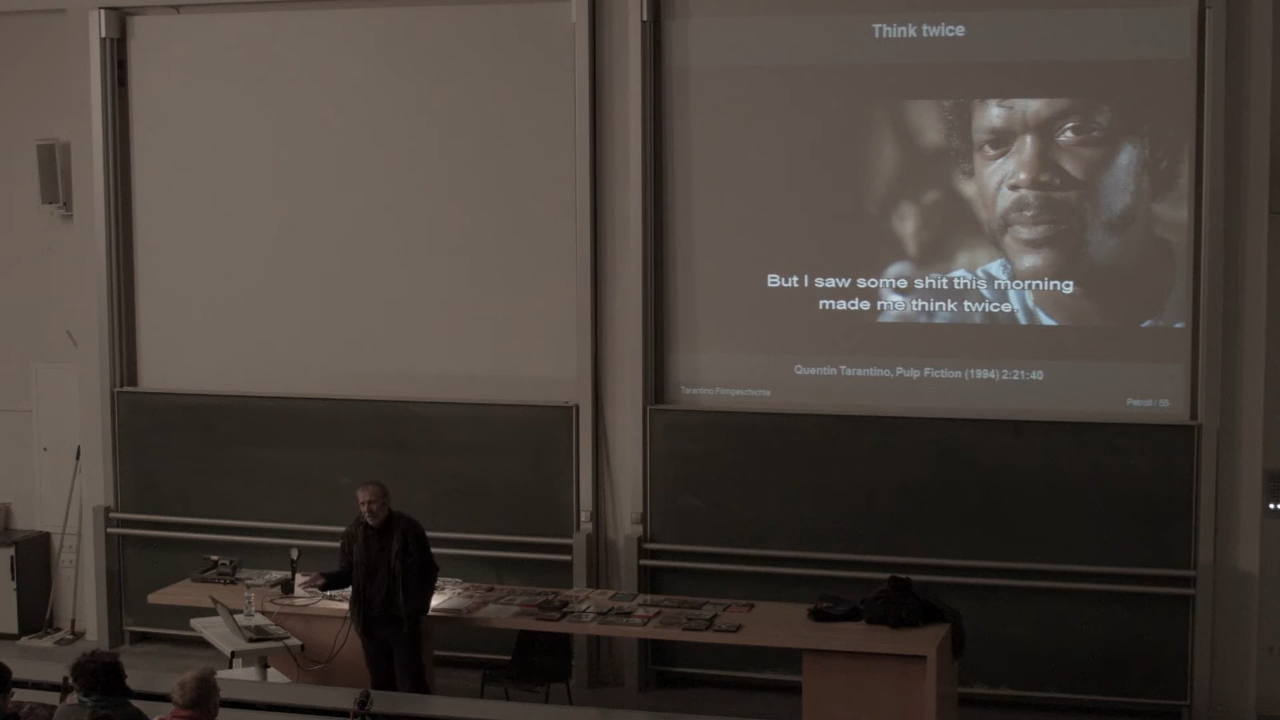 Think twice
But I saw some shit this morning
made me think twice.
Quentin Tarantino, Pulp Fiction (1994) 2:21:40
Tarantino Filmgeschichte
Petroll / 55